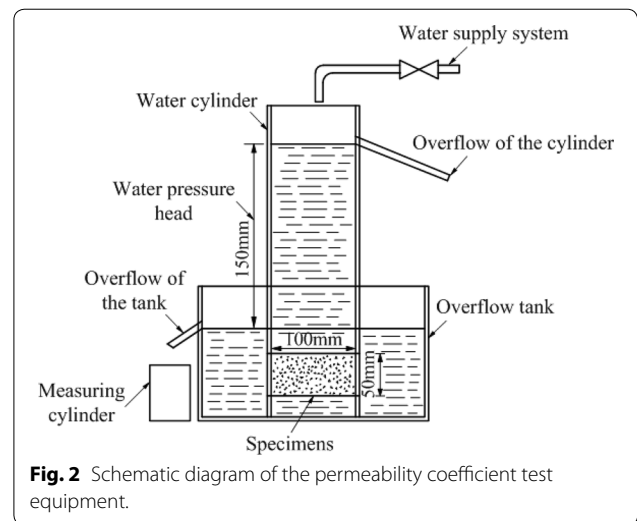 Water supply
system
Water cylinder
Overflow of the
cylinder
Water pressure
head
150mm
Overflow of
the tank
Overflow tank
100mm
50mm
Measuring
cylinder
Specimens
Fig. 2 Schematic diagram of the permeability coefficient test
equipment.